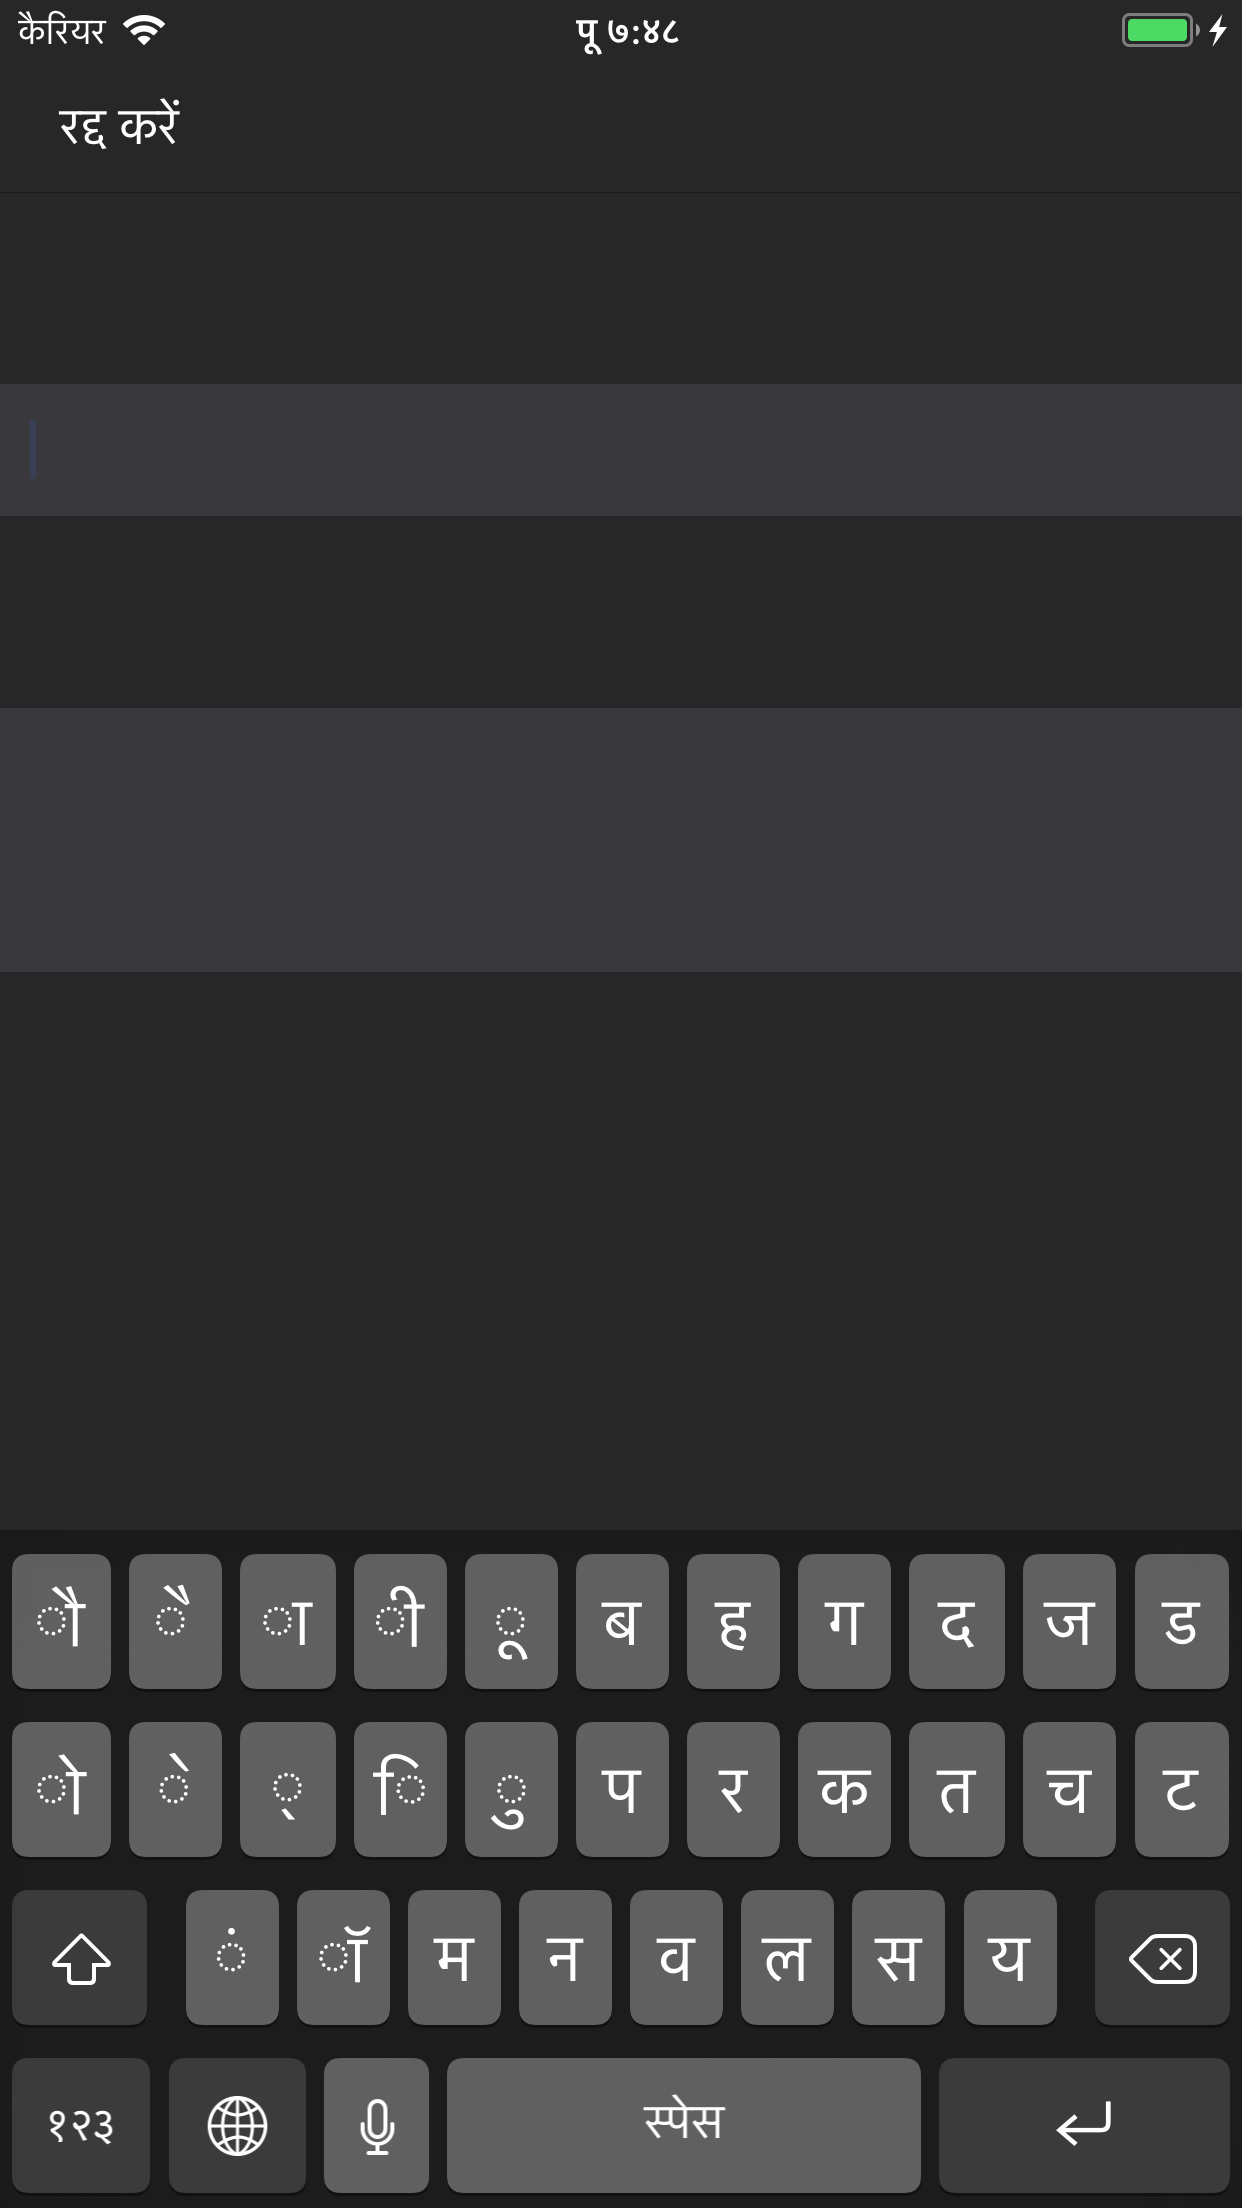 कैरियर पू ७:४८
रद्द करें
ौ ै ा ी ू ब ह ग द ज ड
ो े ् ि ु प र क त च ट
ं ॉ म न व ल स य
१२३ स्पेस